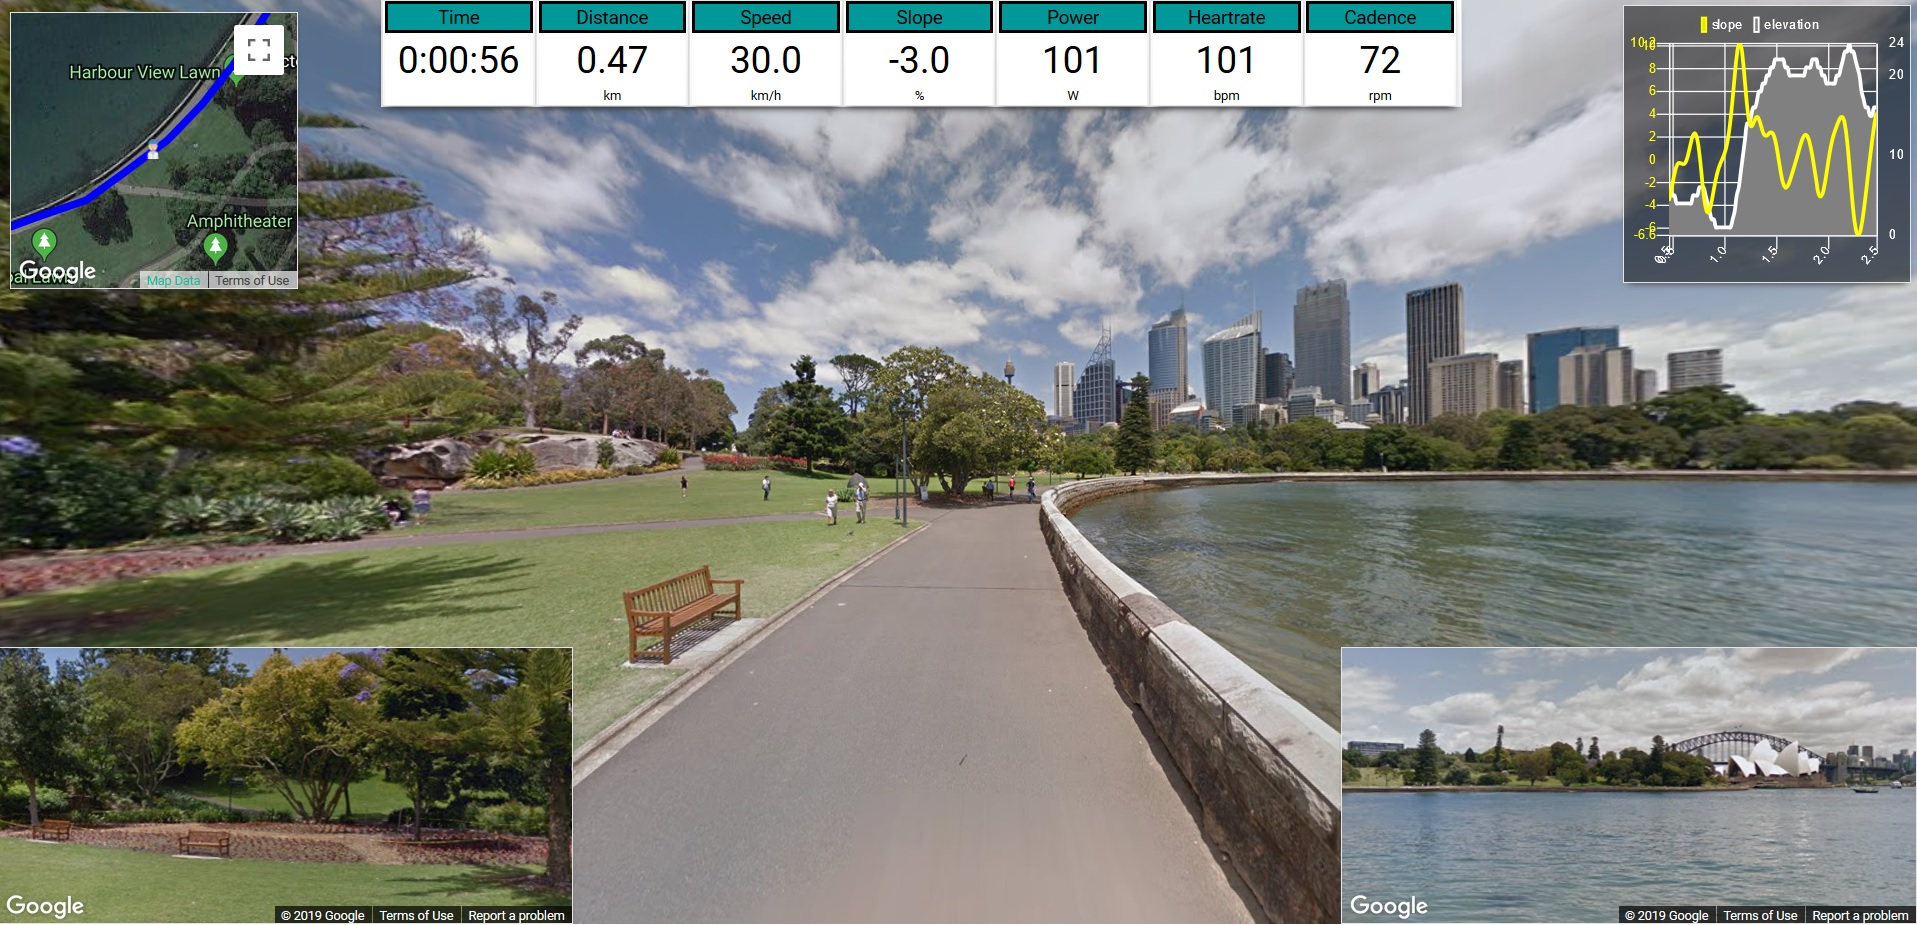 Harbour View Lawn
Amphitheater
Google
Map Data
Terms of Use
Time
Distance
Speed
Slope
Power
Heartrate
Cadence
0:00:56
0.47
30.0
-3.0
101
101
72
km
km/h
%
W
bpm
rpm
slope
elevation
8
6
4
2
0
-2
-4
-6.6
24
20
10
0
1.0
1.5
2.0
2.5
Google
© 2019 Google
Terms of Use
Report a problem
Google
© 2019 Google
Terms of Use
Report a problem